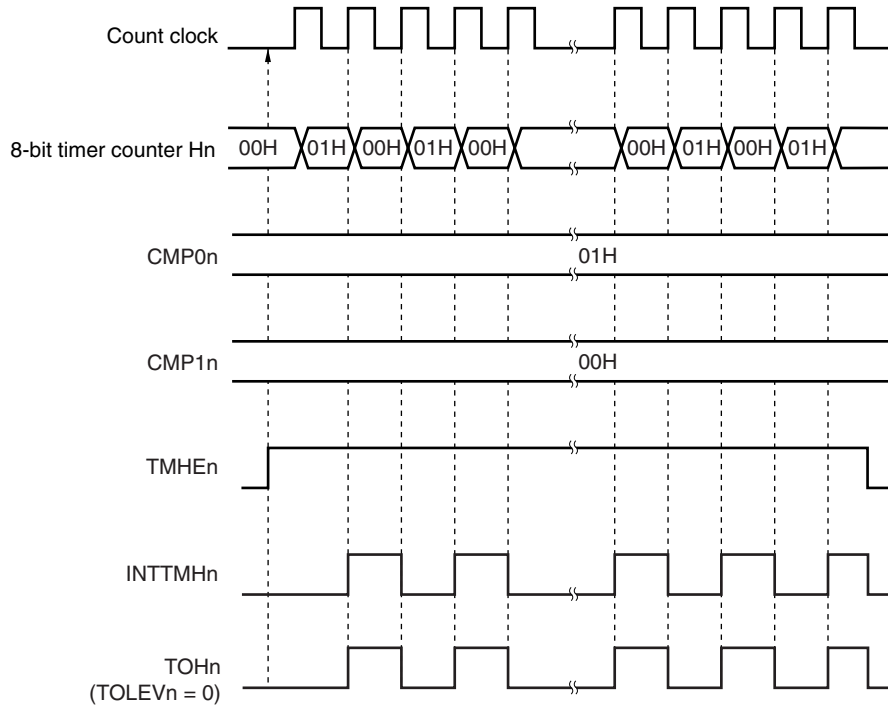 Count clock
8-bit timer counter Hn
00H 01H 00H 01H 00H 00H 01H 00H 01H
CMP0n
01H
CMP1n
00H
TMHEn
INTTMHn
TOHn
(TOLEVn = 0)